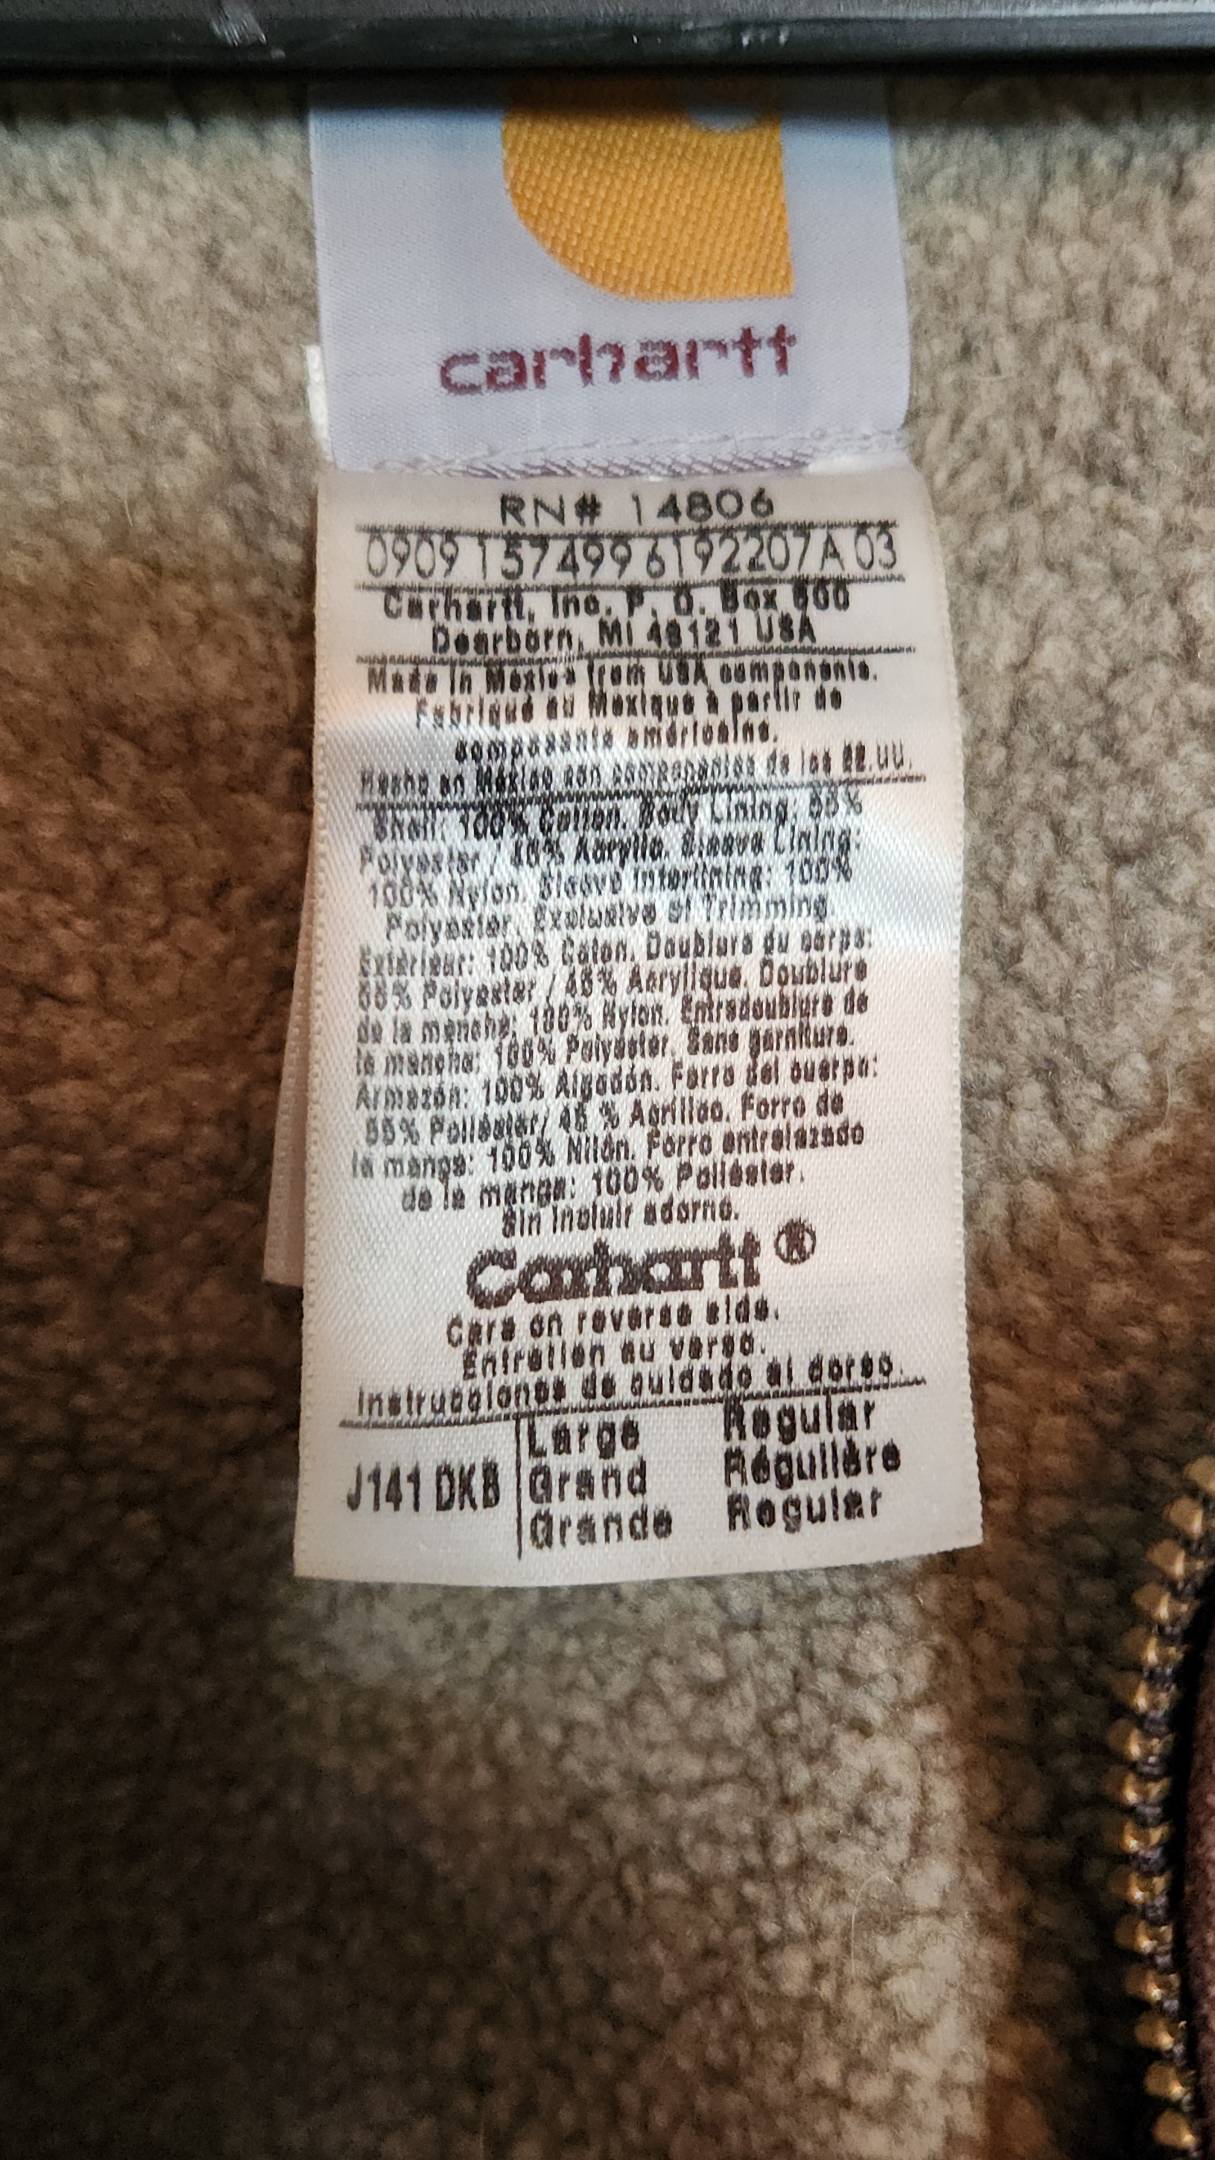 carhartt
RN# 14806
0909 1574996192207A 03
Carhartt, Inc. P. O. Box 600
Dearborn, MI 48121 USA
Made in Mexico from USA components.
Fabriqué au Mexique à partir de
composants américains.
Hecho en México con componentes de los EE.UU.
Shell: 100% Cotton. Body Lining: 55%
Polyester / 45% Acrylic. Sleeve Lining:
100% Nylon. Sleeve Interlining: 100%
Polyester. Exclusive of Trimming.
Extérieur: 100% Coton. Doublure du corps:
55% Polyester / 45% Acrylique. Doublure
de la manche: 100% Nylon. Entredoublure de
la manche: 100% Polyester. Sans garniture.
Armazón: 100% Algodón. Forro del cuerpo:
55% Poliéster/ 45 % Acrílico. Forro de
la manga: 100% Nilón. Forro entrelazado
de la manga: 100% Poliéster.
Sin incluir adorno.
Carhartt ®
Care on reverse side.
Entretien au verso.
Instrucciones de cuidado al dorso.
J141 DKB
Large Regular
Grand Régulière
Grande Regular